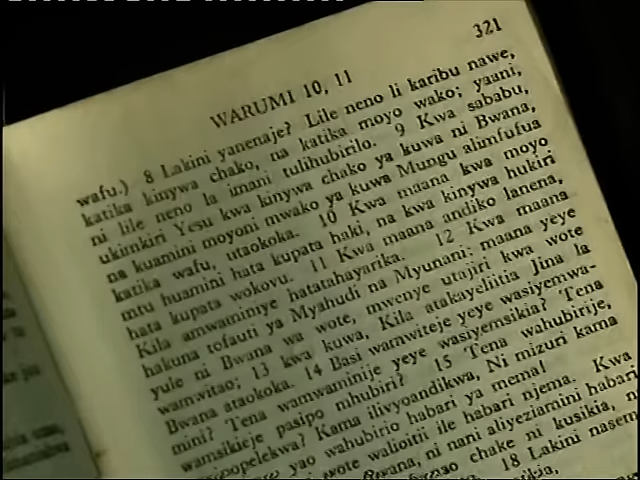 321
WARUMI 10, 11
wafu.) 8 Lakini yanenaje? Lile neno li karibu nawe,
katika kinywa chako, na katika moyo wako; yaani,
ni lile neno la imani tulihubirilo. 9 Kwa sababu,
ukimkiri Yesu kwa kinywa chako ya kuwa ni Bwana,
na kuamini moyoni mwako ya kuwa Mungu alimfufua
katika wafu, utaokoka. 10 Kwa maana kwa moyo
mtu huamini hata kupata haki, na kwa kinywa hukiri
hata kupata wokovu. 11 Kwa maana andiko lanena,
Kila amwaminiye hatatahayarika. 12 Kwa maana
hakuna tofauti ya Myahudi na Myunani; maana yeye
yule ni Bwana wa wote, mwenye utajiri kwa wote
wamwitao; 13 kwa kuwa, Kila atakayeliitia Jina la
Bwana ataokoka. 14 Basi wamwiteje yeye wasiyemwa-
mini? Tena wamwaminije yeye wasiyemsikia? Tena
wamsikieje pasipo mhubiri? 15 Tena wahubirije,
wasipopelekwa? Kama ilivyoandikwa, Ni mizuri kama
yao wahubirio habari ya mema!
wote walioitii ile habari njema. Kwa
Bwana, ni nani aliyeziamini habari
chake ni kusikia,
18 Lakini